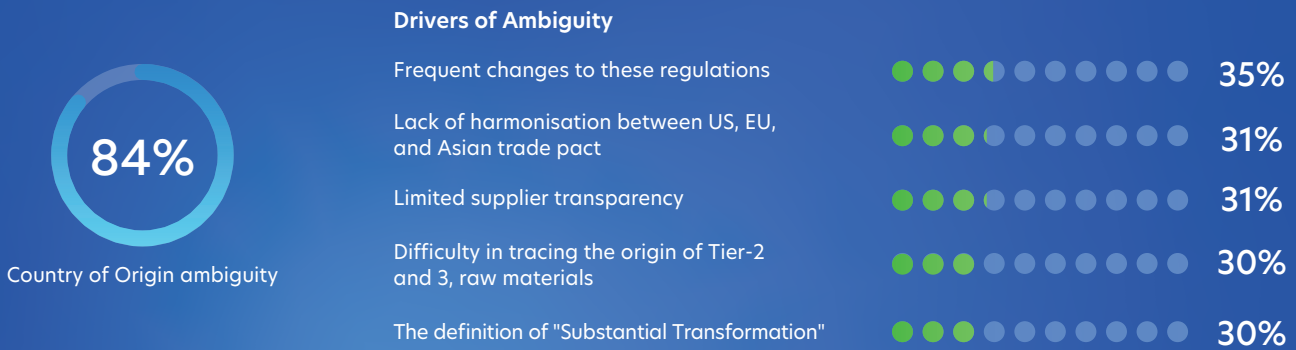 84%
Country of Origin ambiguity
Drivers of Ambiguity
Frequent changes to these regulations
35%
Lack of harmonisation between US, EU,
and Asian trade pact
31%
Limited supplier transparency
31%
Difficulty in tracing the origin of Tier-2
and 3, raw materials
30%
The definition of "Substantial Transformation"
30%